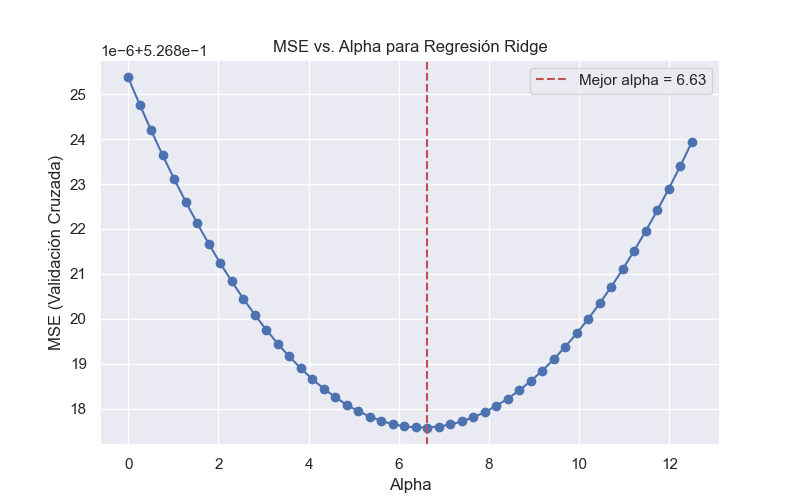 MSE vs. Alpha para Regresión Ridge
1e−6+5.268e−1
Mejor alpha = 6.63
MSE (Validación Cruzada)
25
24
23
22
21
20
19
18
0 2 4 6 8 10 12
Alpha